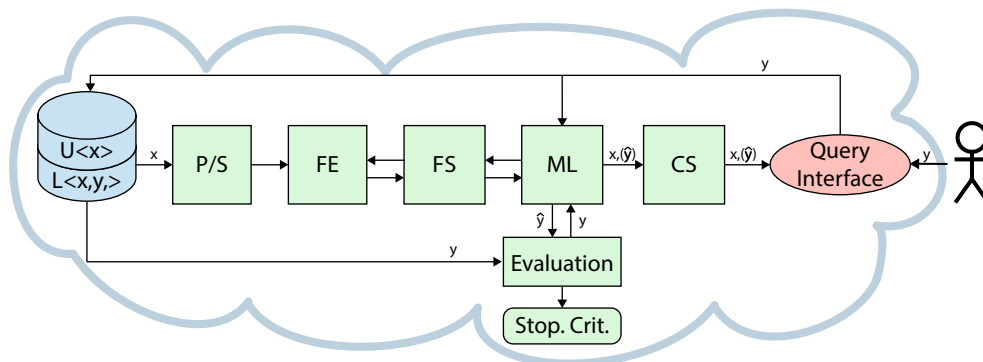 y
U<x>
L<x,y,>
x
P/S
FE
FS
ML
x,(ŷ)
CS
x,(ŷ)
Query
Interface
y
ŷ
y
y
Evaluation
Stop. Crit.